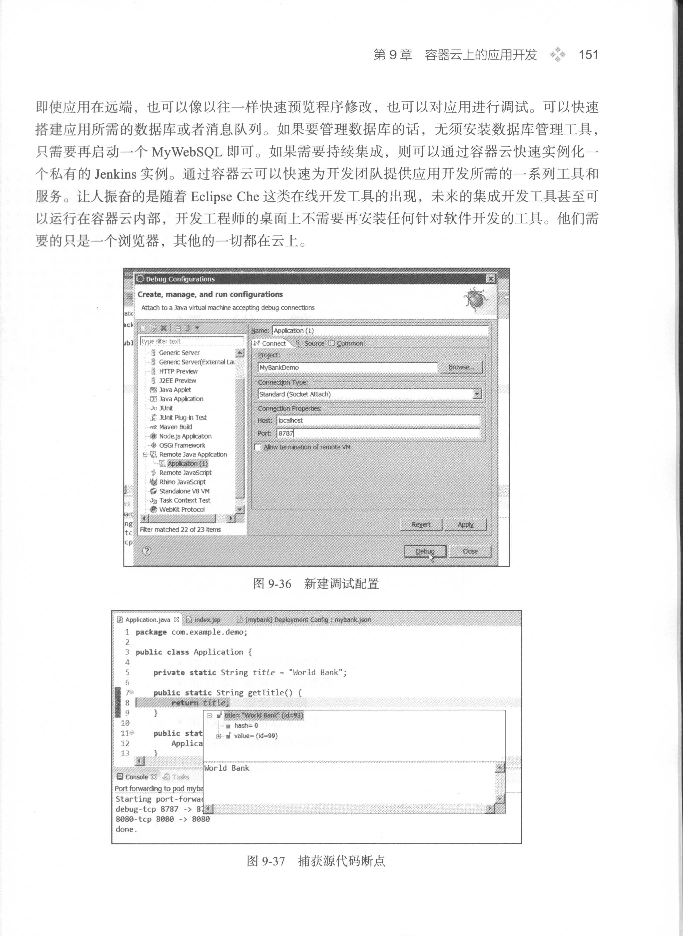 第9章 容器云上的应用开发 151
即使应用在远端，也可以像以往一样快速预览程序修改，也可以对应用进行调试。可以快速
搭建应用所需的数据库或者消息队列。如果要管理数据库的话，无须安装数据库管理工具，
只需要再启动一个 MyWebSQL 即可。如果需要持续集成，则可以通过容器云快速实例化一
个私有的 Jenkins 实例。通过容器云可以快速为开发团队提供应用开发所需的一系列工具和
服务。让人振奋的是随着 Eclipse Che 这类在线开发工具的出现，未来的集成开发工具甚至可
以运行在容器云内部，开发工程师的桌面上不需要再安装任何针对软件开发的工具。他们需
要的只是一个浏览器，其他的一切都在云上。
Debug Configurations
Create, manage, and run configurations
Attach to a Java virtual machine accepting debug connections
type filter text
Generic Server
Generic Server(External La
HTTP Preview
J2EE Preview
Java Applet
Java Application
JUnit
JUnit Plug-in Test
Maven Build
Node.js Application
OSGi Framework
Remote Java Application
Application (1)
Remote JavaScript
Rhino JavaScript
Standalone V8 VM
Task Context Test
WebKit Protocol
Filter matched 22 of 23 items
Name: Application (1)
Connect Source Common
Project:
MyBankDemo Browse...
Connection Type:
Standard (Socket Attach)
Connection Properties:
Host: localhost
Port: 8787
Allow termination of remote VM
Revert Apply
Debug Close
图 9-36 新建调试配置
Application.java index.jsp [mybank] Deployment Config : mybank.json
1 package com.example.demo;
2
3 public class Application {
4
5 private static String title = "World Bank";
6
7 public static String getTitle() {
8 return title;
9 }
10
11 public stat
12 Applica
13 }
title= "World Bank" (id=93)
hash= 0
value= (id=99)
World Bank
Console Tasks
Port forwarding to pod myba
Starting port-forwar
debug-tcp 8787 -> 87
8080-tcp 8080 -> 8080
done.
图 9-37 捕获源代码断点